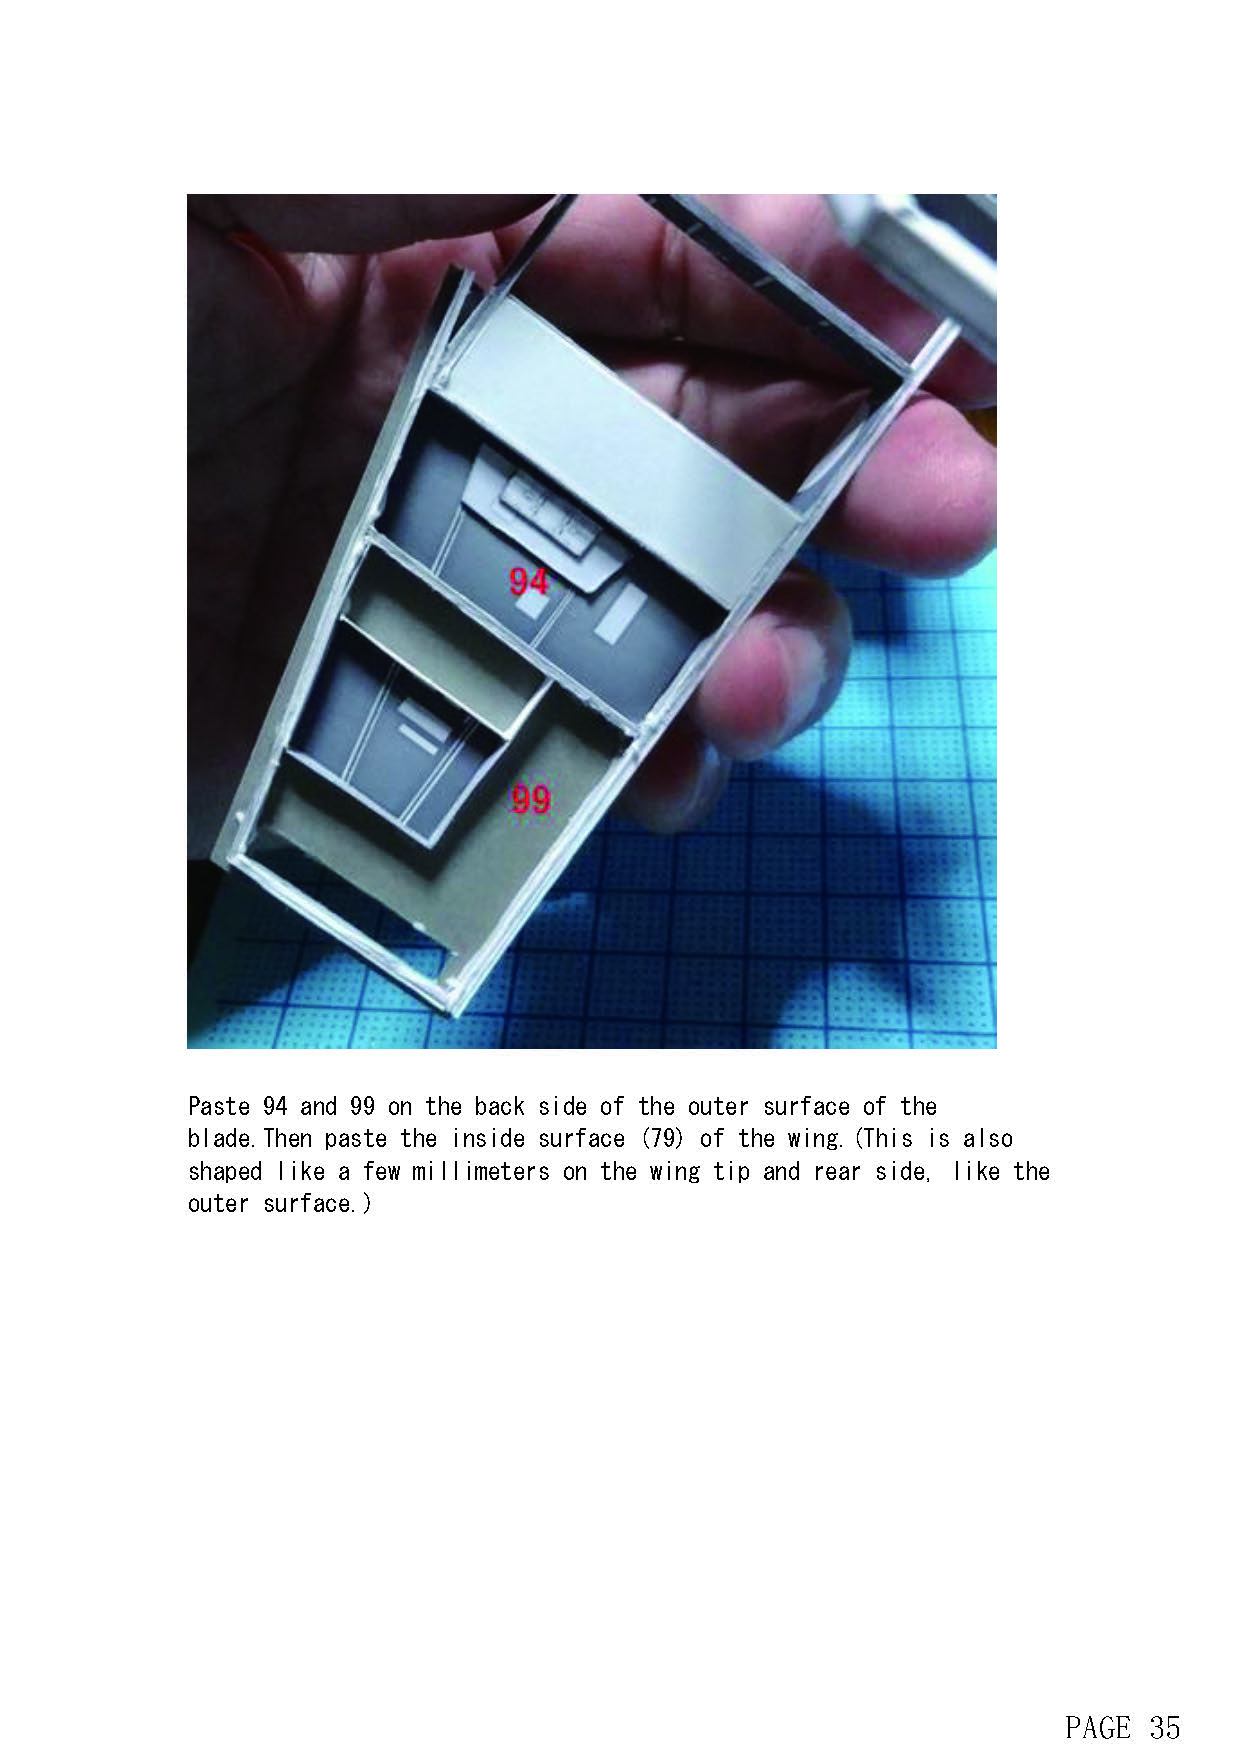 94
99
Paste 94 and 99 on the back side of the outer surface of the
blade.Then paste the inside surface (79) of the wing.(This is also
shaped like a few millimeters on the wing tip and rear side, like the
outer surface.)
PAGE 35